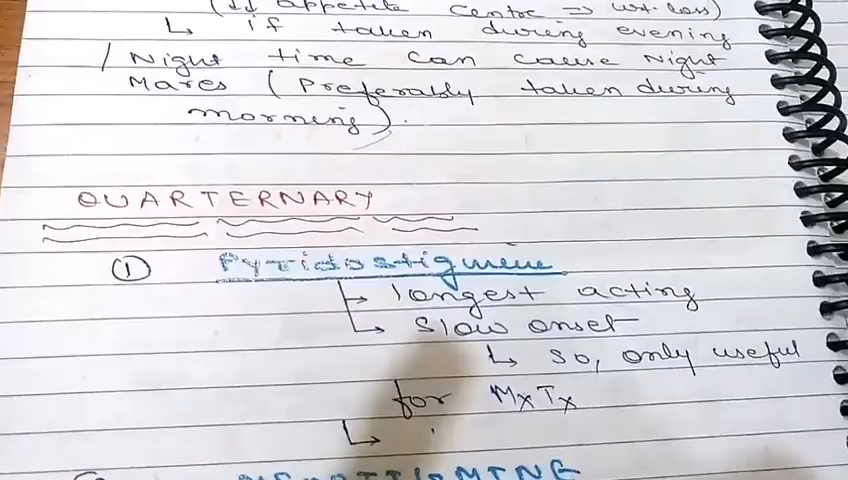 (↓↓ appetite centre ⇒ wt. loss)
↳ if taken during evening
/ Night time can cause Night
Mares (Preferably taken during
morning).
QUARTERNARY
① Pyridostigmine
→ longest acting
→ slow onset
↳ so, only useful
for MxTx